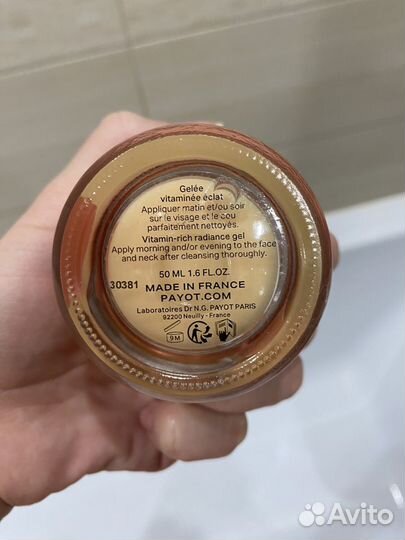 Gelée
vitaminée éclat
Appliquer matin et/ou soir
sur le visage et le cou
parfaitement nettoyés.
Vitamin-rich radiance gel
Apply morning and/or evening to the face
and neck after cleansing thoroughly.
50 ML 1.6 FL.OZ.
30381
MADE IN FRANCE
PAYOT.COM
Laboratoires Dr N.G. PAYOT PARIS
92200 Neuilly - France
9M
Avito